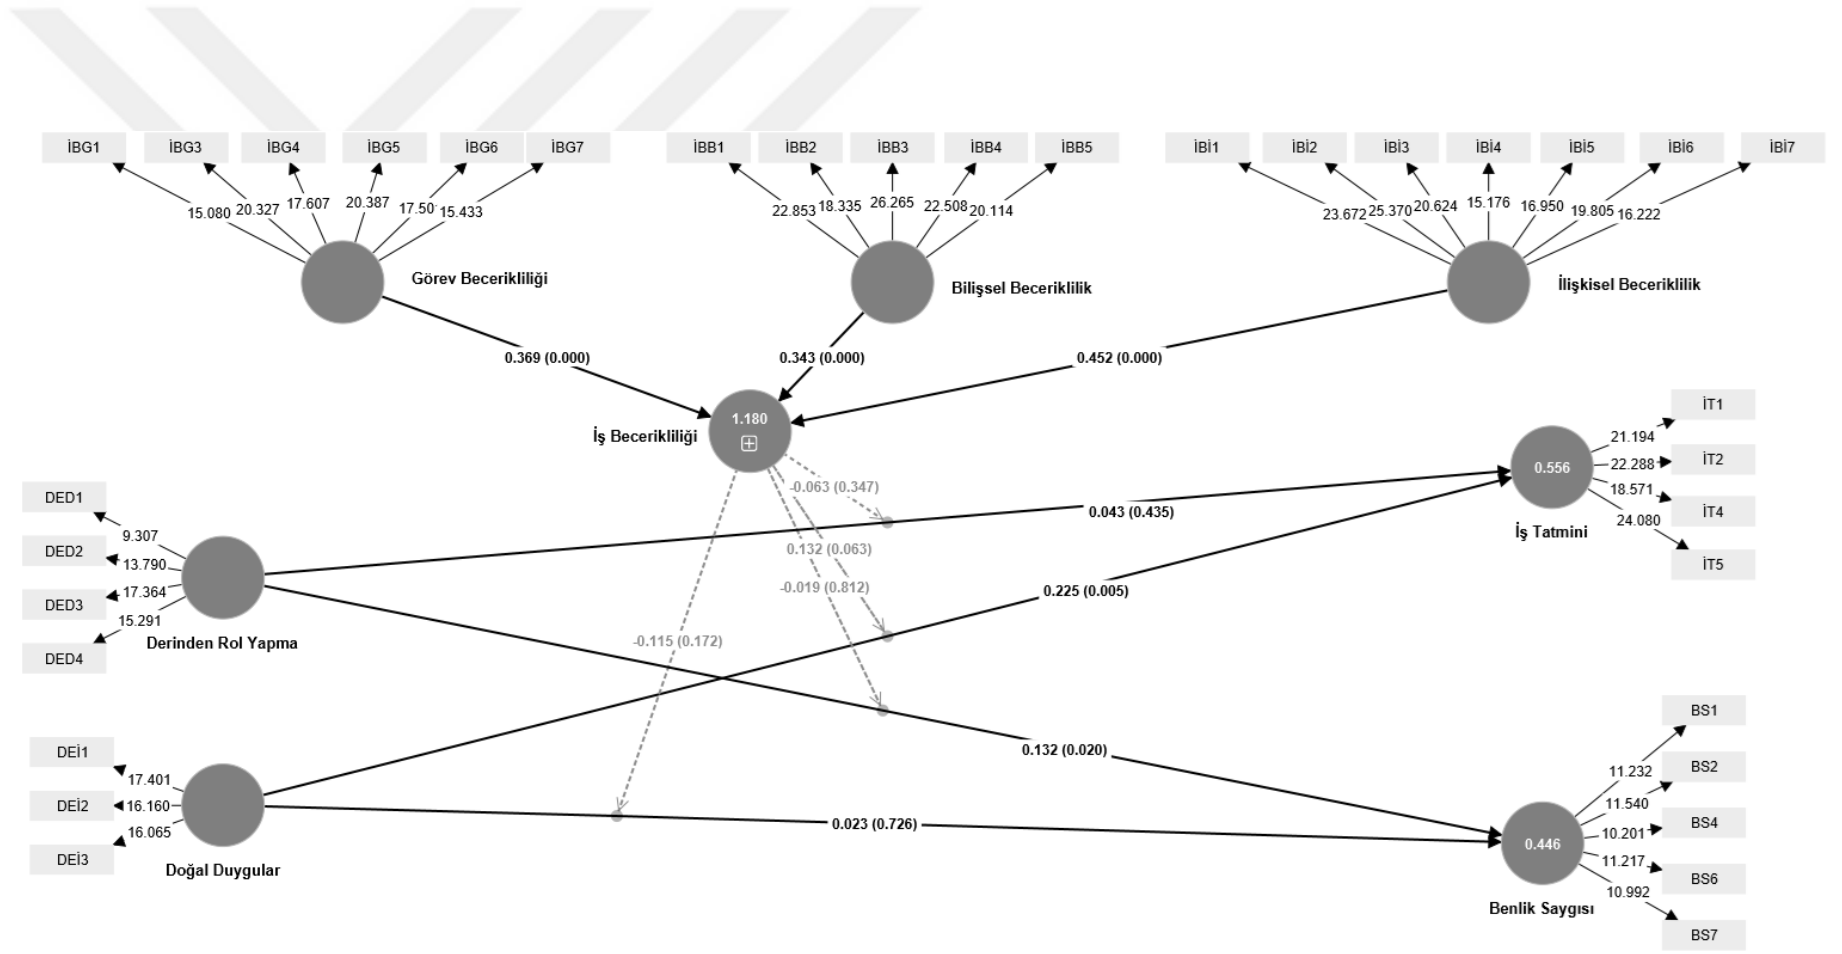 İBG1 İBG3 İBG4 İBG5 İBG6 İBG7 İBB1 İBB2 İBB3 İBB4 İBB5 İBİ1 İBİ2 İBİ3 İBİ4 İBİ5 İBİ6 İBİ7
15.080 20.327 17.607 20.387 17.50 15.433 22.853 18.335 26.265 22.508 20.114 23.672 25.370 20.624 15.176 16.950 19.805 16.222
Görev Becerikliliği
Bilişsel Beceriklilik
İlişkisel Beceriklilik
0.369 (0.000)
0.343 (0.000)
0.452 (0.000)
1.180
İş Becerikliliği
İT1
21.194
İT2
22.288
0.556
18.571
İT4
24.080
İş Tatmini
İT5
-0.063 (0.347)
0.043 (0.435)
DED1
9.307
DED2
13.790
DED3
17.364
15.291
DED4
Derinden Rol Yapma
0.132 (0.063)
-0.019 (0.812)
0.225 (0.005)
-0.115 (0.172)
0.132 (0.020)
DEİ1
17.401
DEİ2
16.160
16.065
DEİ3
Doğal Duygular
0.023 (0.726)
BS1
11.232
BS2
11.540
BS4
10.201
0.446
11.217
BS6
10.992
Benlik Saygısı
BS7